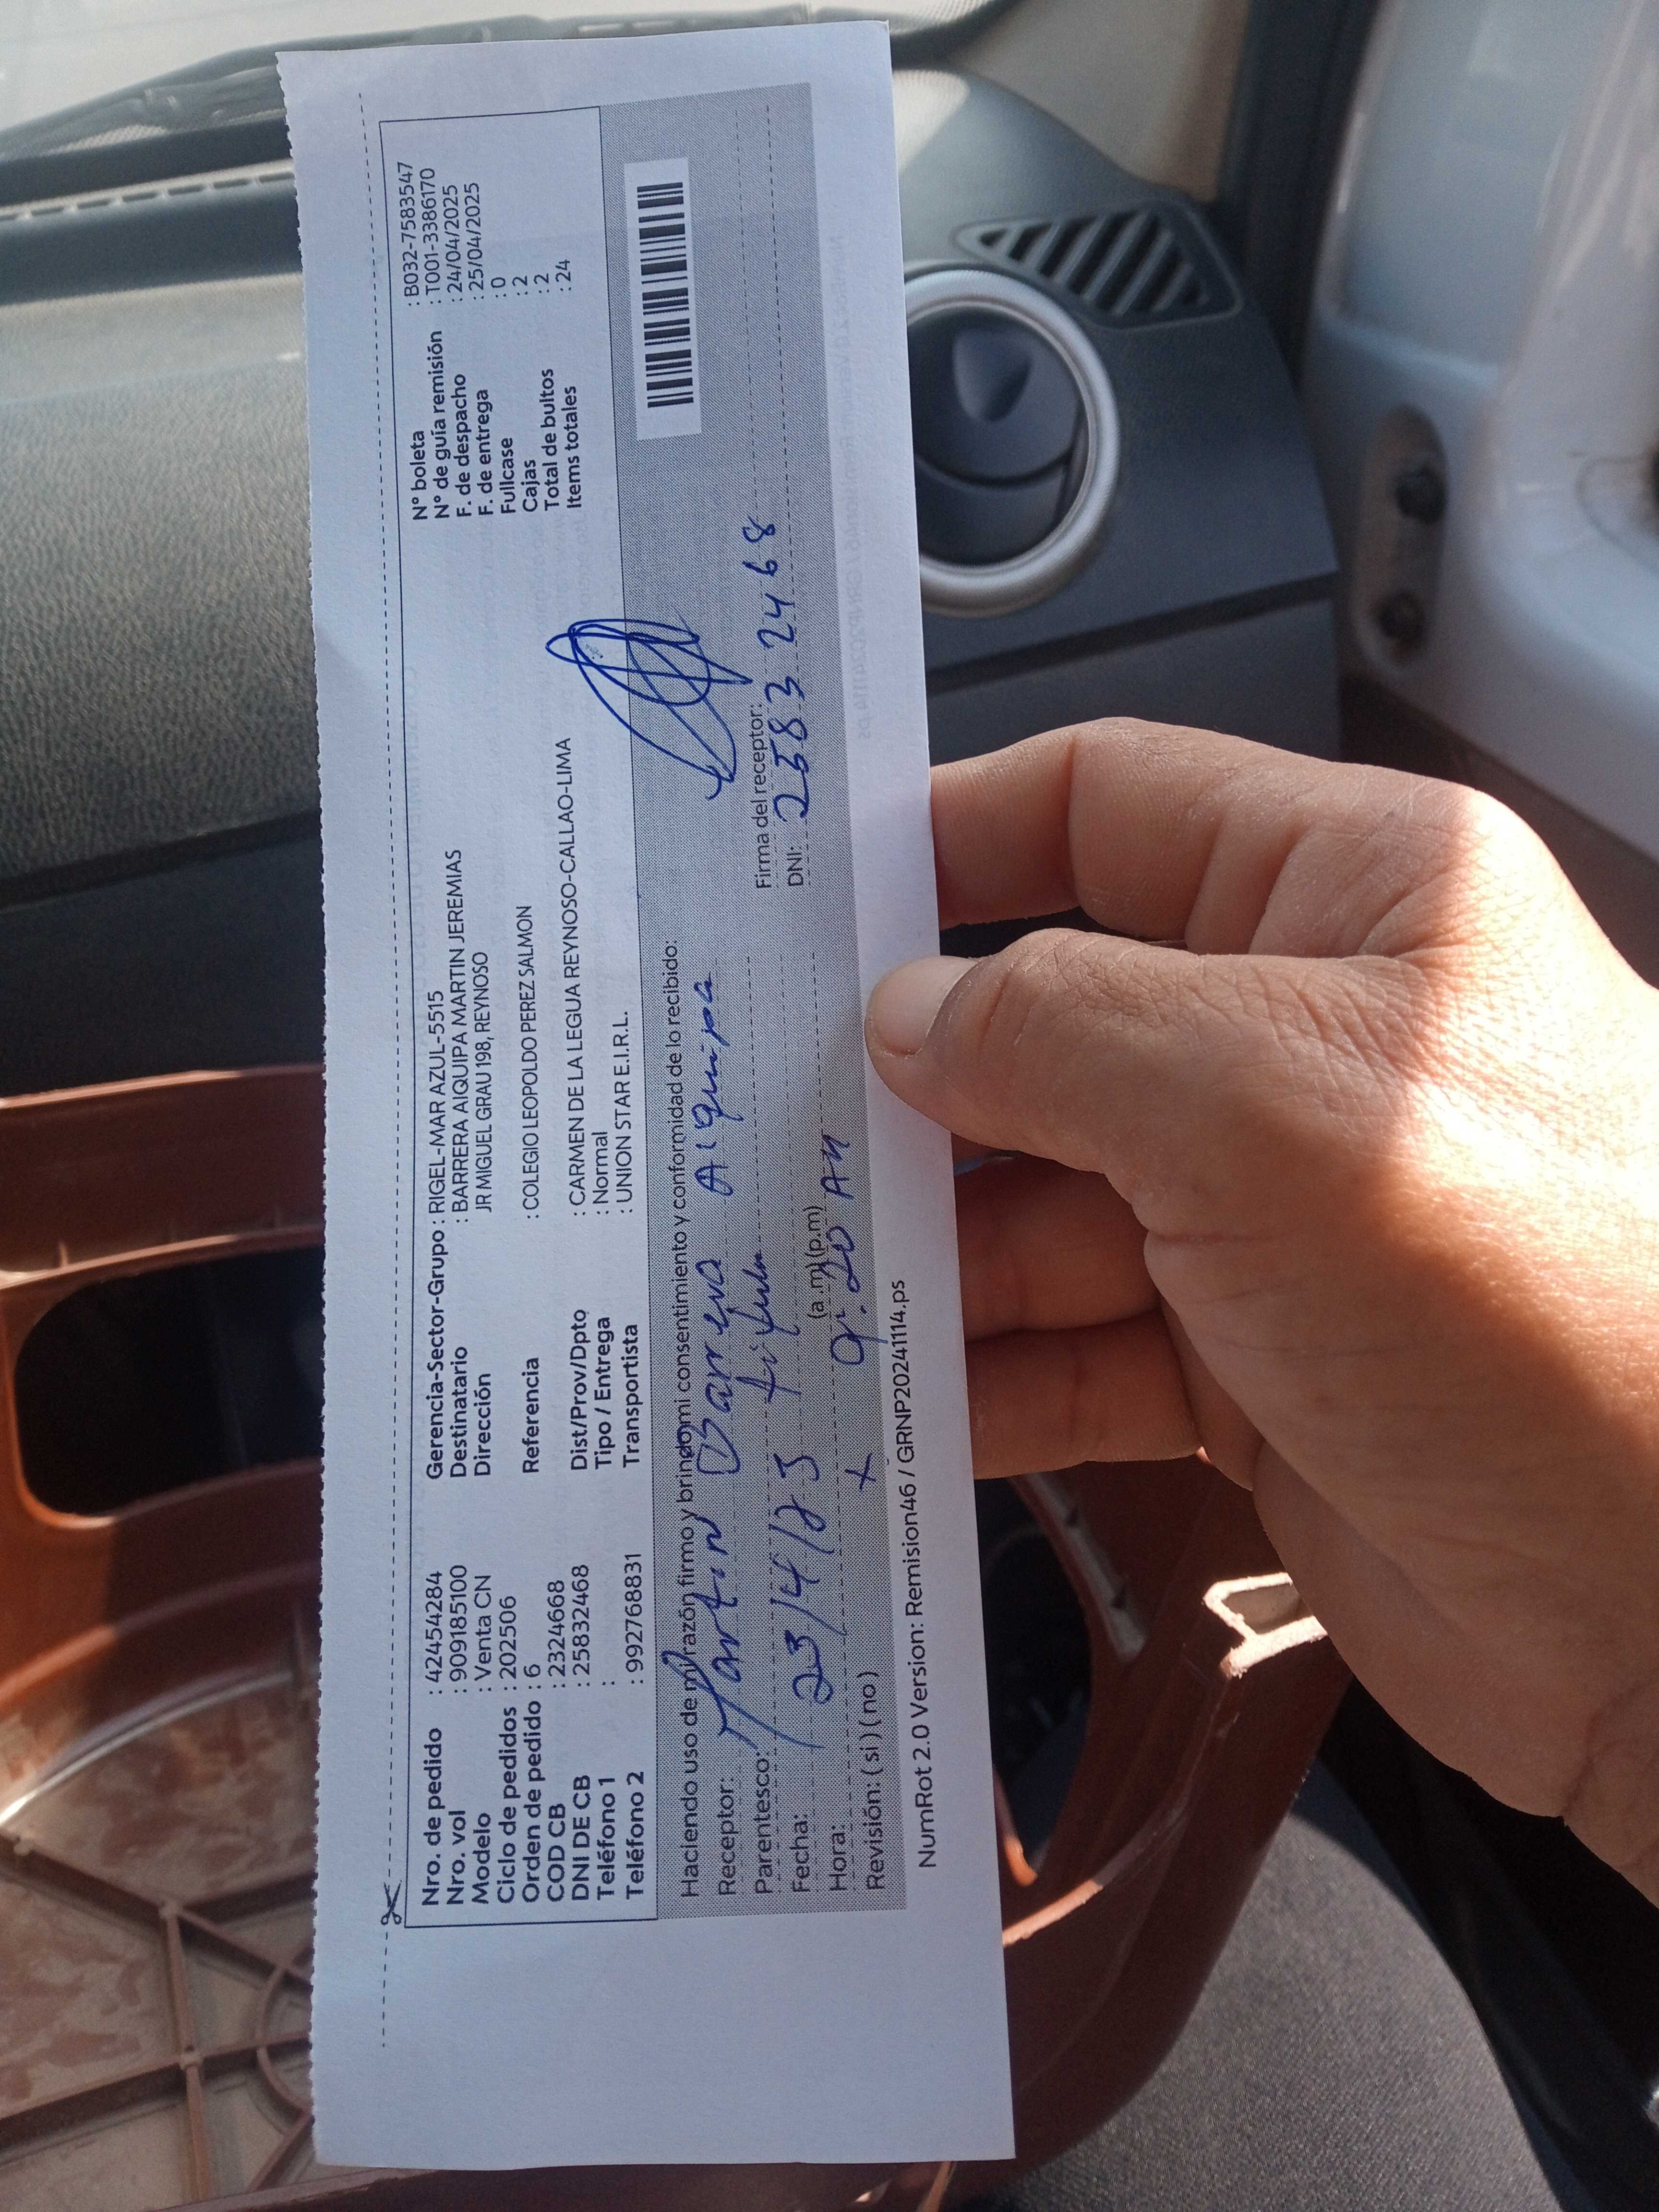 Nro. de pedido : 42454284
Nro. vol : 909185100
Modelo : Venta CN
Ciclo de pedidos : 202506
Orden de pedido : 6
COD CB : 2324668
DNI DE CB : 25832468
Teléfono 1 :
Teléfono 2 : 992768831
Gerencia-Sector-Grupo : RIGEL-MAR AZUL-5515
Destinatario : BARRERA AIQUIPA MARTIN JEREMIAS
Dirección JR MIGUEL GRAU 198, REYNOSO
Referencia : COLEGIO LEOPOLDO PEREZ SALMON
Dist/Prov/Dpto : CARMEN DE LA LEGUA REYNOSO-CALLAO-LIMA
Tipo / Entrega : Normal
Transportista : UNION STAR E.I.R.L.
N° boleta : B032-7583547
N° de guía remisión : T001-3386170
F. de despacho : 24/04/2025
F. de entrega : 25/04/2025
Fullcase : 0
Cajas : 2
Total de bultos : 2
Items totales : 24
Haciendo uso de mi razón firmo y brindo mi consentimiento y conformidad de lo recibido:
Receptor: Martin Barrera Aiquipa
Parentesco: titular
Firma del receptor:
Fecha: 23/4/23
DNI: 25832468
Hora: (a.m) (p.m) 9:20 AM
Revisión: ( si ) ( no ) X
NumRot 2.0 Version: Remision46 / GRNP20241114.ps